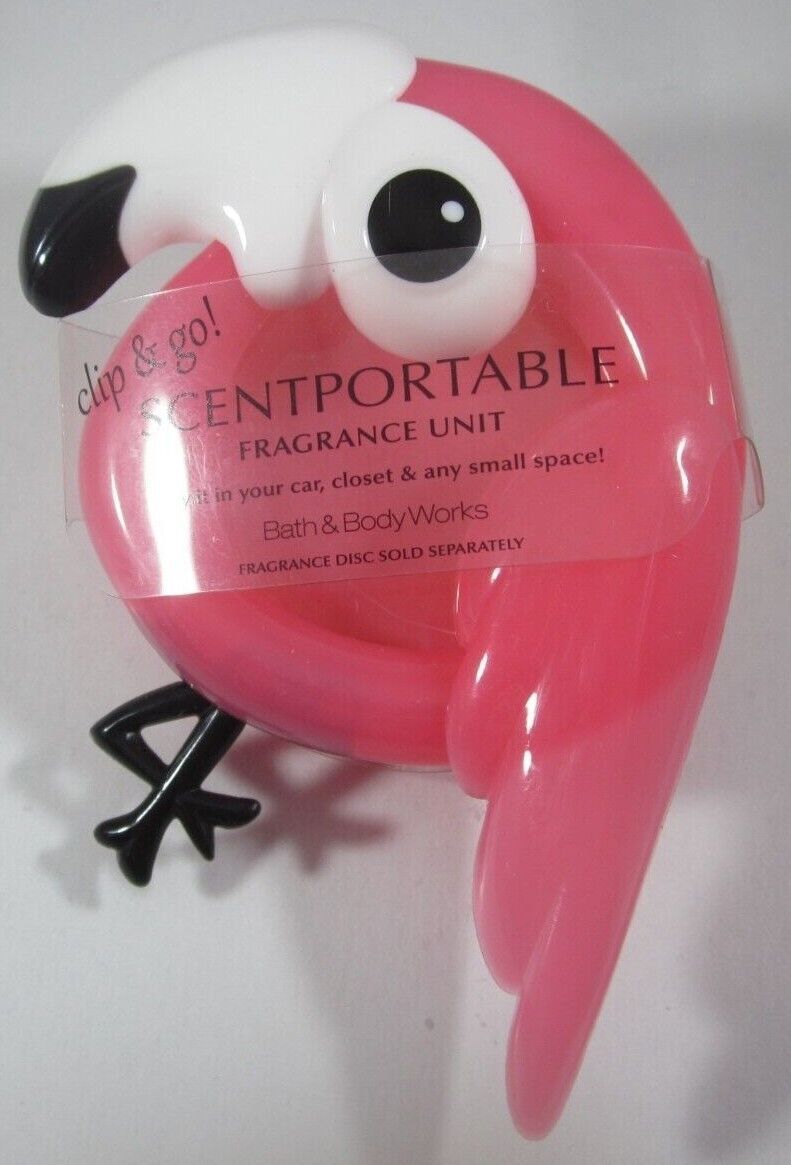 clip & go!
SCENTPORTABLE
FRAGRANCE UNIT
it in your car, closet & any small space!
Bath & Body Works
FRAGRANCE DISC SOLD SEPARATELY